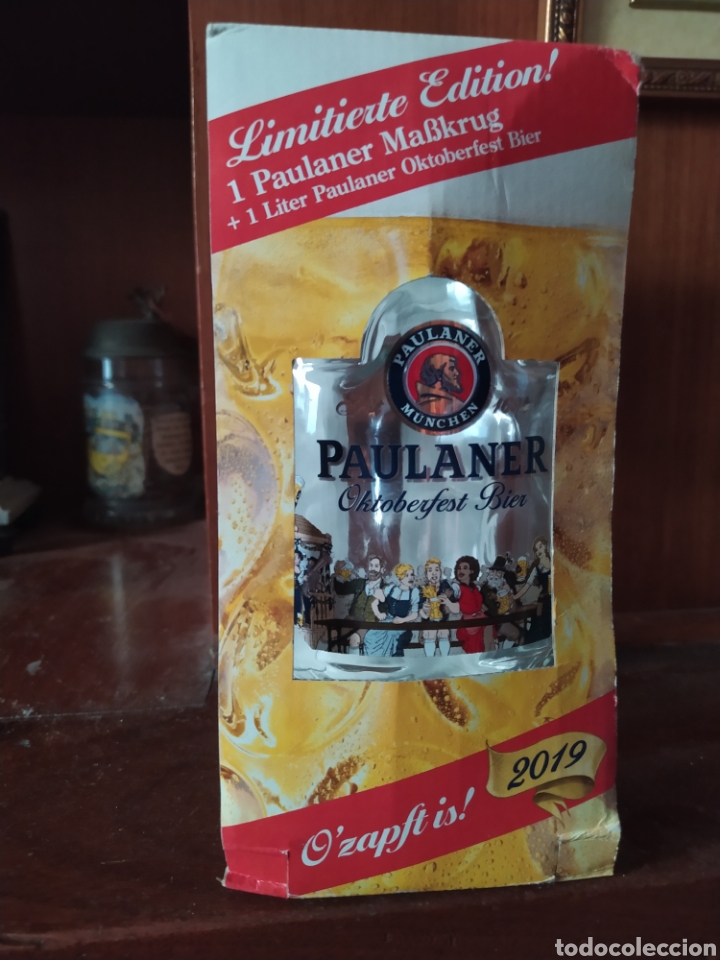 Limitierte Edition!
1 Paulaner Maßkrug
+ 1 Liter Paulaner Oktoberfest Bier
PAULANER
MÜNCHEN
PAULANER
Oktoberfest Bier
2019
O'zapft is!
todocoleccion